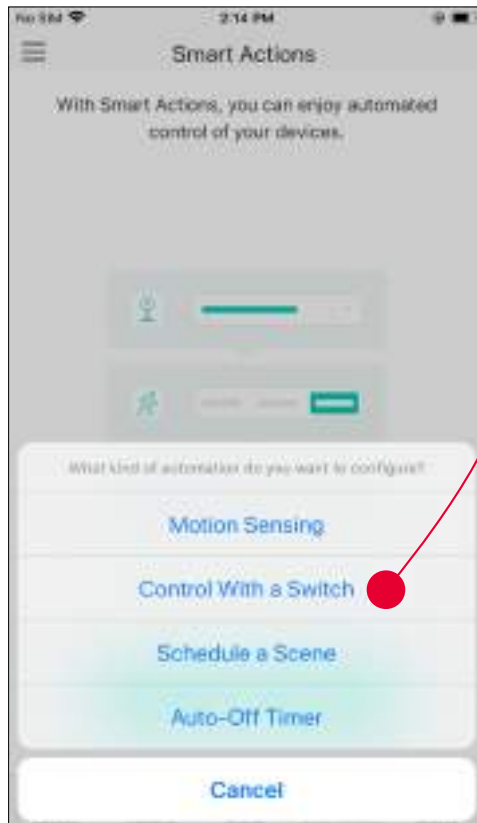 No SIM 2:14 PM
Smart Actions
With Smart Actions, you can enjoy automated
control of your devices.
What kind of automation do you want to configure?
Motion Sensing
Control With a Switch
Schedule a Scene
Auto-Off Timer
Cancel